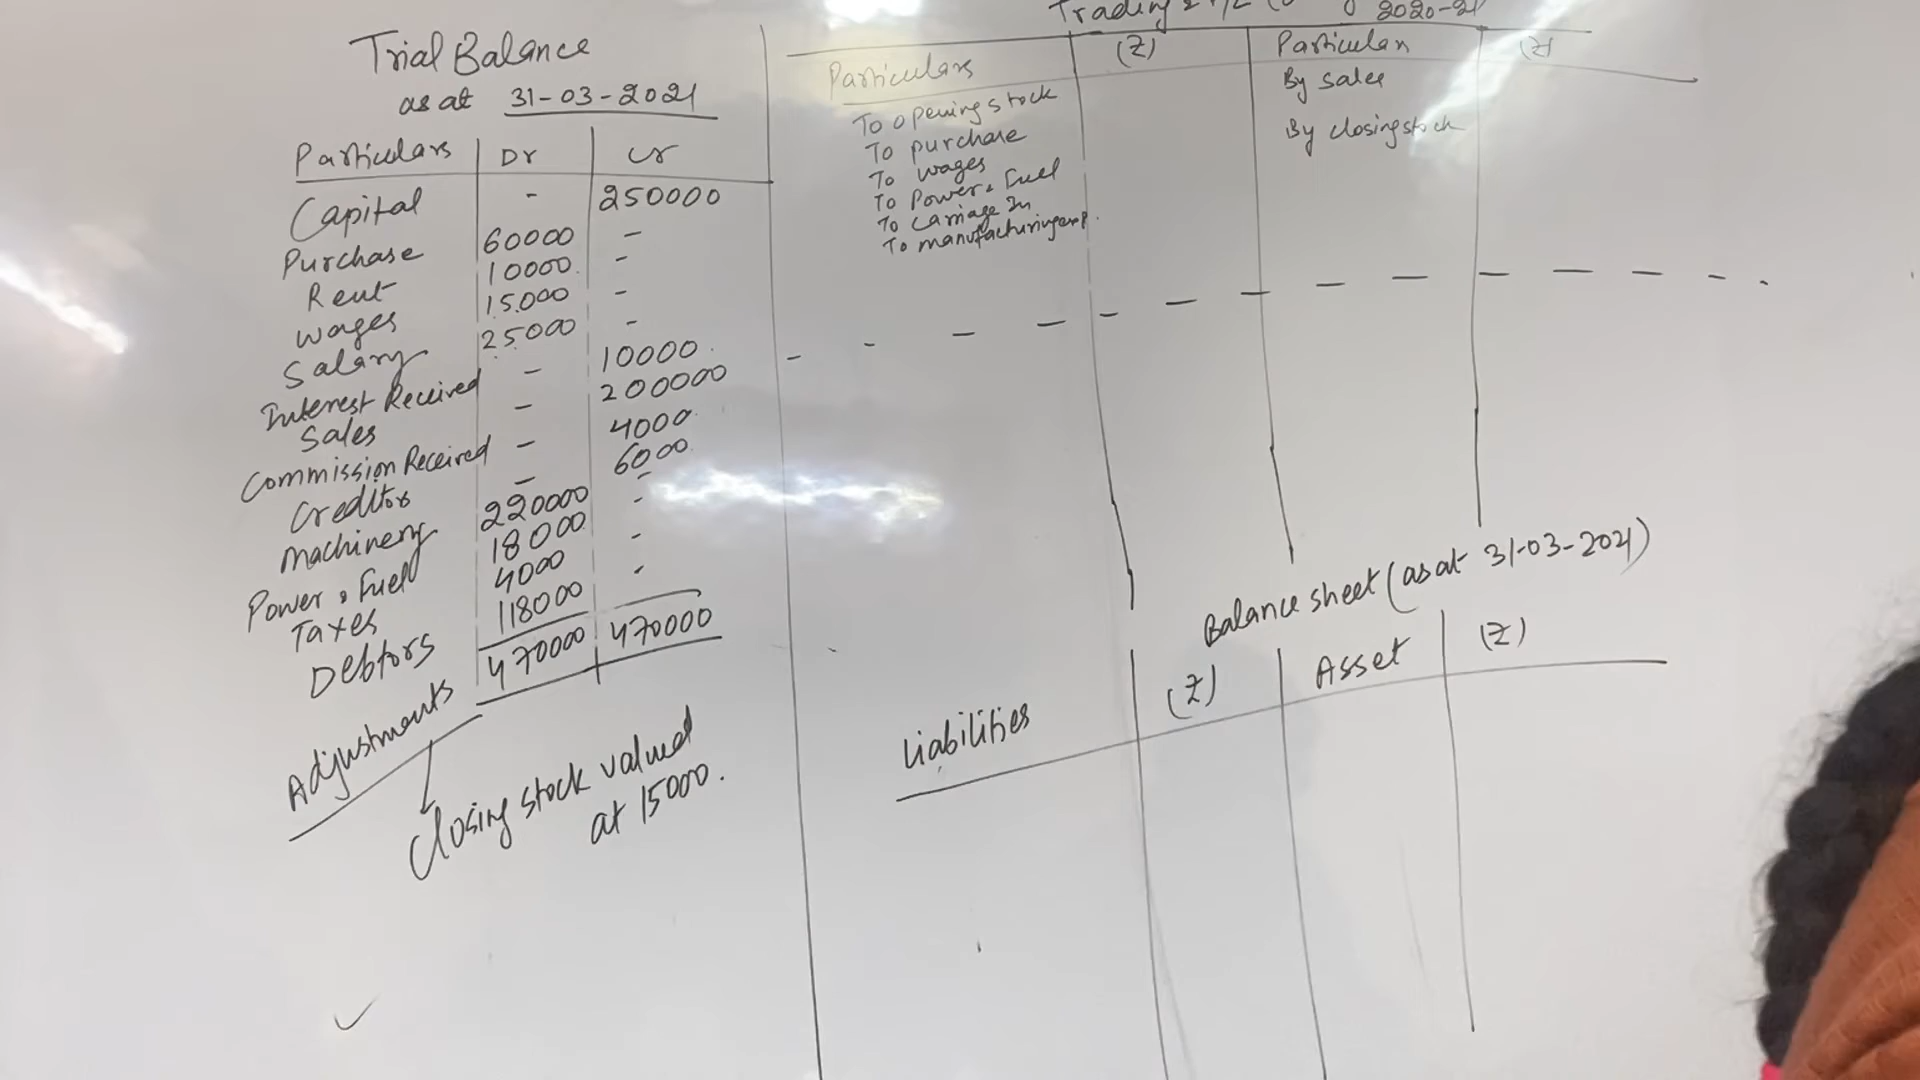 Trial Balance
as at 31-03-2021
Particulars Dr Cr
Capital - 250000
Purchase 60000 -
Rent 10000 -
wages 15000 -
Salary 25000 -
Interest Received - 10000
Sales - 200000
Commission Received - 4000
Creditors - 6000
Machinery 220000 -
Power & Fuel 18000 -
Taxes 4000 -
Debtors 118000 -
470000 470000
Adjustments
Closing stock valued
at 15000.
Trading 2020-21
Particulars (₹) Particulars (₹)
To opening stock
To purchase
To wages
To Power & Fuel
To Carriage In
To manufacturing exp.
By Sales
By closing stock
Balance sheet (as at 31-03-2021)
Liabilities (₹) Asset (₹)